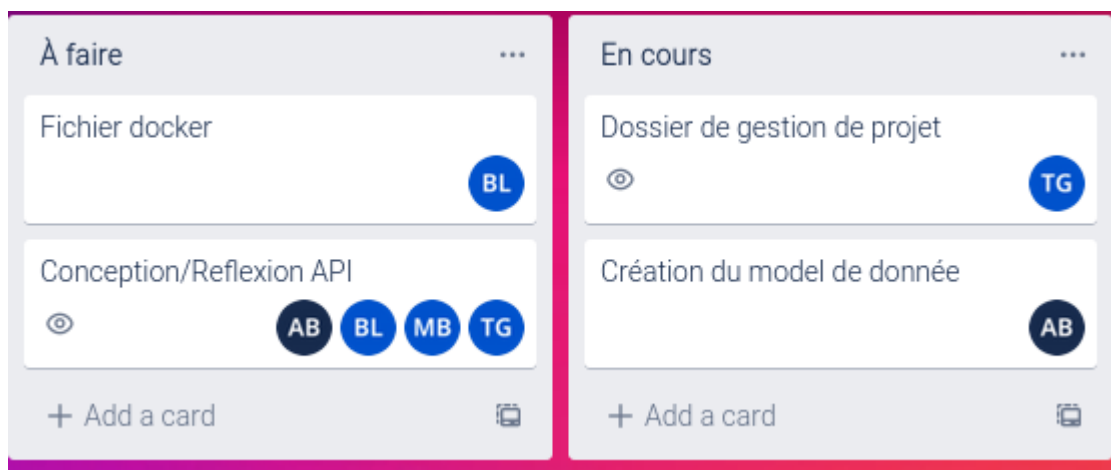 À faire
Fichier docker
BL
Conception/Reflexion API
AB BL MB TG
+ Add a card
En cours
Dossier de gestion de projet
TG
Création du model de donnée
AB
+ Add a card